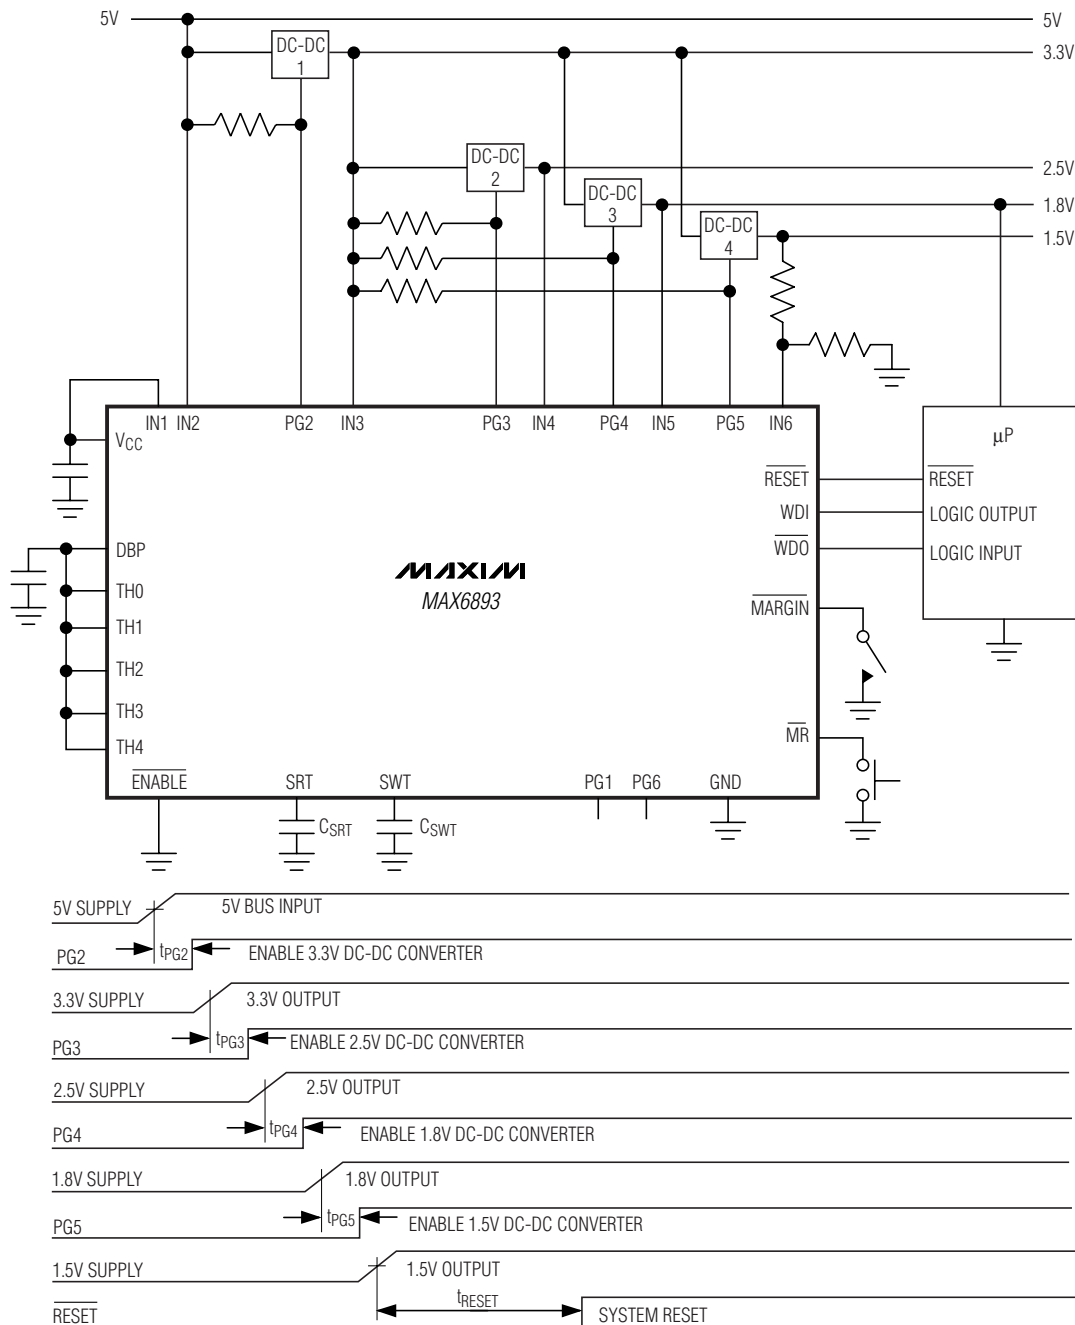 5V
5V
DC-DC
1
3.3V
DC-DC
2
2.5V
DC-DC
3
1.8V
DC-DC
4
1.5V
IN1 IN2 PG2 IN3 PG3 IN4 PG4 IN5 PG5 IN6
VCC
μP
RESET
RESET
WDI
LOGIC OUTPUT
WDO
LOGIC INPUT
DBP
TH0
TH1
TH2
TH3
TH4
MAXIM
MAX6893
MARGIN
MR
ENABLE SRT SWT PG1 PG6 GND
CSRT
CSWT
5V SUPPLY
5V BUS INPUT
PG2
tPG2
ENABLE 3.3V DC-DC CONVERTER
3.3V SUPPLY
3.3V OUTPUT
PG3
tPG3
ENABLE 2.5V DC-DC CONVERTER
2.5V SUPPLY
2.5V OUTPUT
PG4
tPG4
ENABLE 1.8V DC-DC CONVERTER
1.8V SUPPLY
1.8V OUTPUT
PG5
tPG5
ENABLE 1.5V DC-DC CONVERTER
1.5V SUPPLY
1.5V OUTPUT
RESET
tRESET
SYSTEM RESET